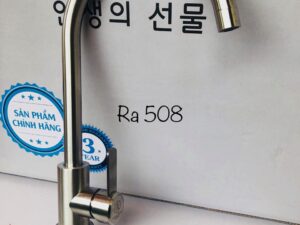 인생의 선물
Ra 508
SẢN PHẨM
CHÍNH HÃNG
3
YEAR